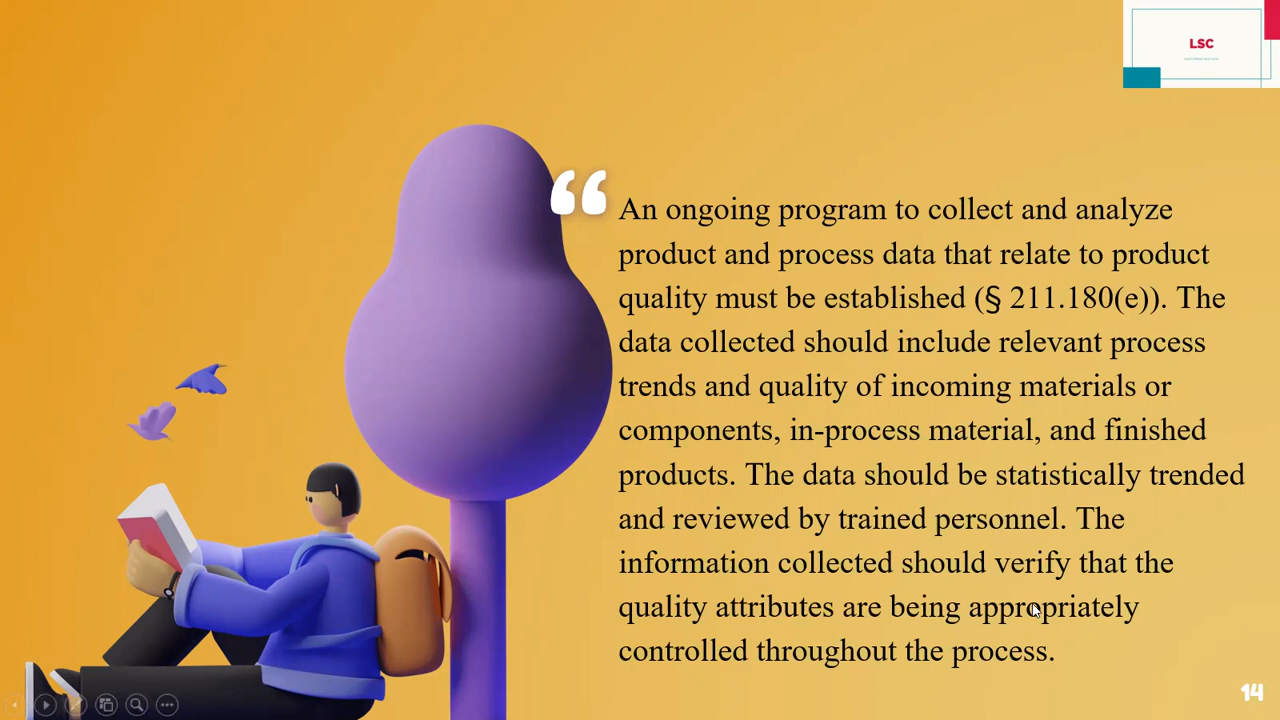 LSC
“
An ongoing program to collect and analyze
product and process data that relate to product
quality must be established (§ 211.180(e)). The
data collected should include relevant process
trends and quality of incoming materials or
components, in-process material, and finished
products. The data should be statistically trended
and reviewed by trained personnel. The
information collected should verify that the
quality attributes are being appropriately
controlled throughout the process.
14